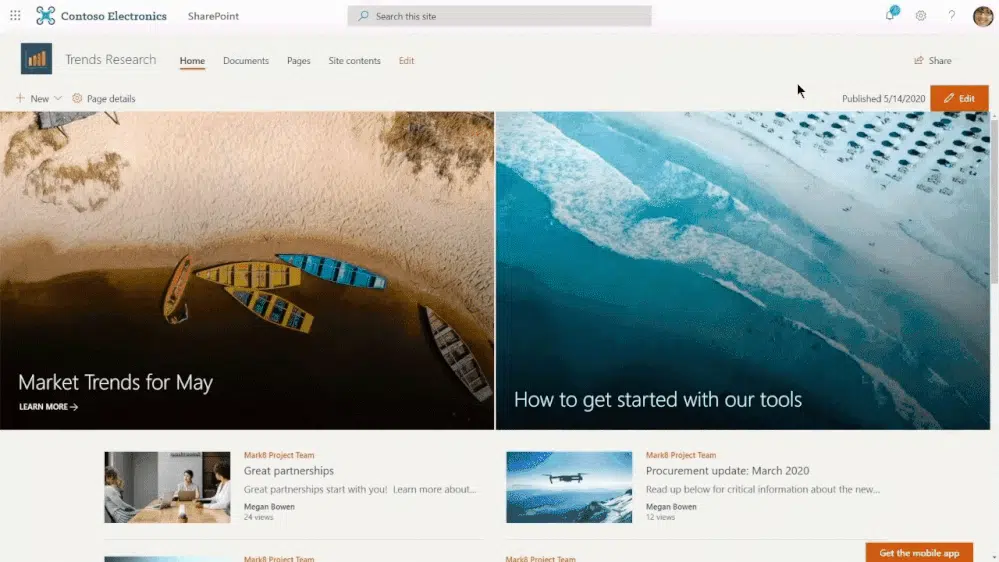 Contoso Electronics SharePoint Search this site ?
Trends Research Home Documents Pages Site contents Edit Share
New Page details Published 5/14/2020 Edit
Market Trends for May
LEARN MORE
How to get started with our tools
Mark8 Project Team
Great partnerships
Great partnerships start with you! Learn more about...
Megan Bowen
24 views
Mark8 Project Team
Procurement update: March 2020
Read up below for critical information about the new...
Megan Bowen
12 views
Mark8 Project Team
Mark8 Project Team
Get the mobile app